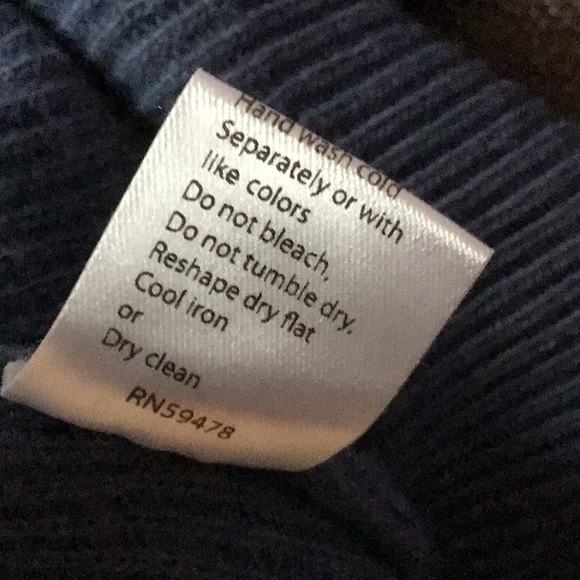 Hand wash cold
Separately or with
like colors
Do not bleach,
Do not tumble dry.
Reshape dry flat
Cool iron
or
Dry clean
RN59478